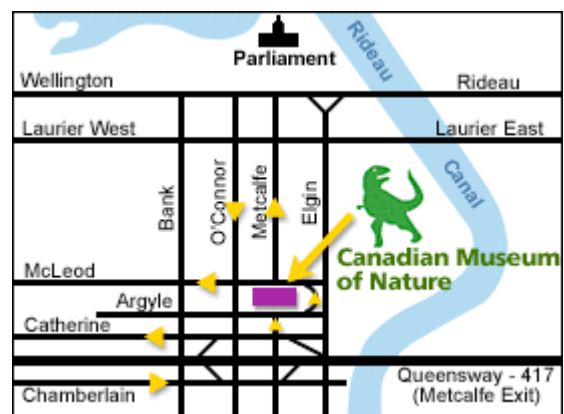 Parliament
Wellington
Rideau
Rideau
Canal
Laurier West
Laurier East
Bank
O'Connor
Metcalfe
Elgin
Canadian Museum
of Nature
McLeod
Argyle
Catherine
Queensway - 417
(Metcalfe Exit)
Chamberlain